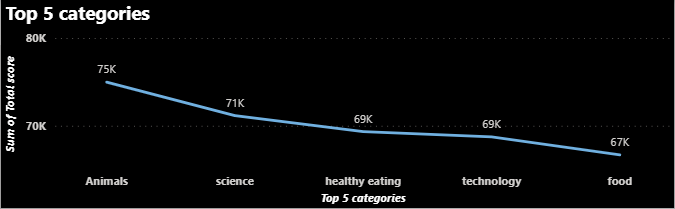 Top 5 categories
80K
75K
71K
69K
69K
67K
70K
Sum of Total score
Animals science healthy eating technology food
Top 5 categories